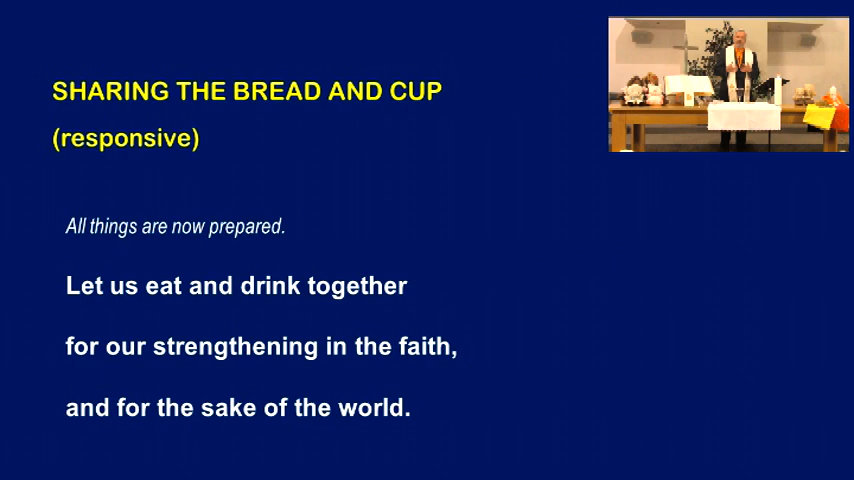 SHARING THE BREAD AND CUP
(responsive)
All things are now prepared.
Let us eat and drink together
for our strengthening in the faith,
and for the sake of the world.